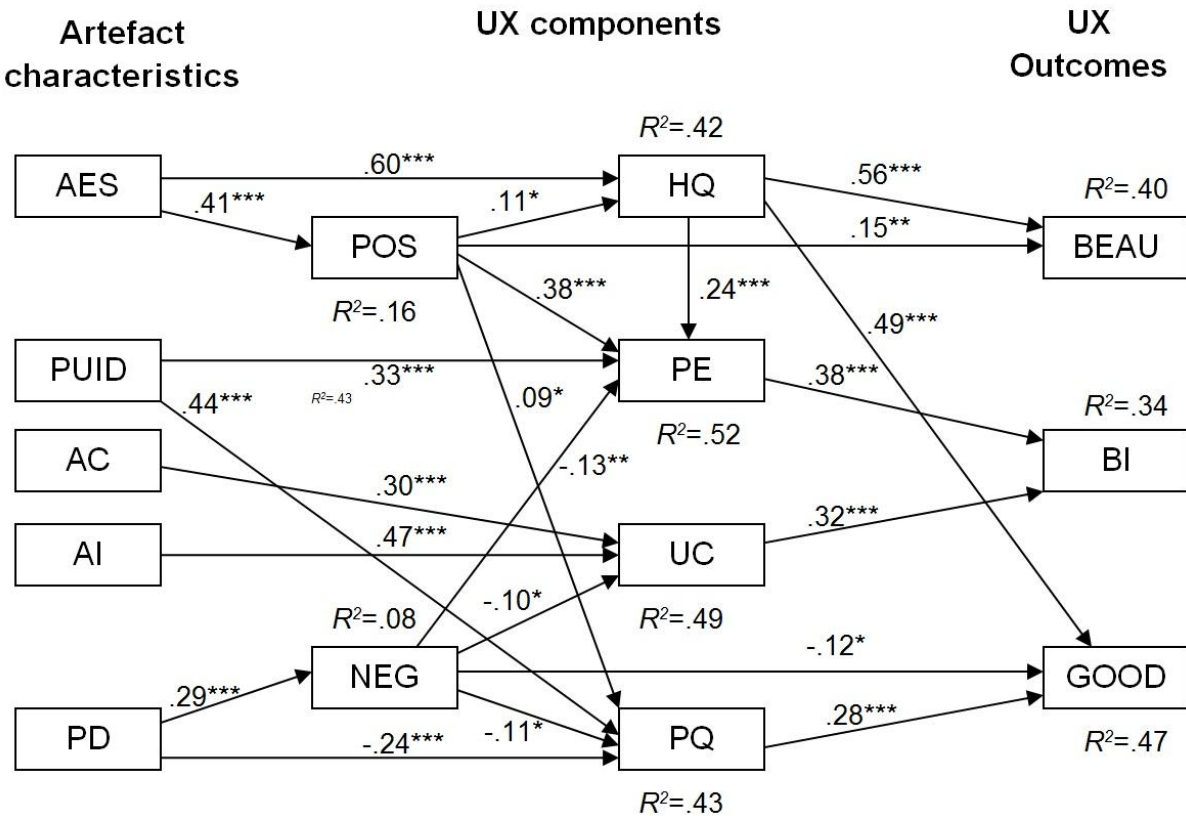 Artefact
characteristics
UX components
UX
Outcomes
R²=.42
AES
.60***
HQ
.56***
R²=.40
.41***
POS
.11*
.15**
BEAU
R²=.16
.38***
.24***
.49***
PUID
.33***
PE
.38***
.44***
R²=.43
.09*
R²=.52
R²=.34
AC
-.13**
BI
.30***
AI
.47***
UC
.32***
R²=.08
-.10*
R²=.49
NEG
-.12*
GOOD
.29***
PD
-.24***
-.11*
PQ
.28***
R²=.47
R²=.43